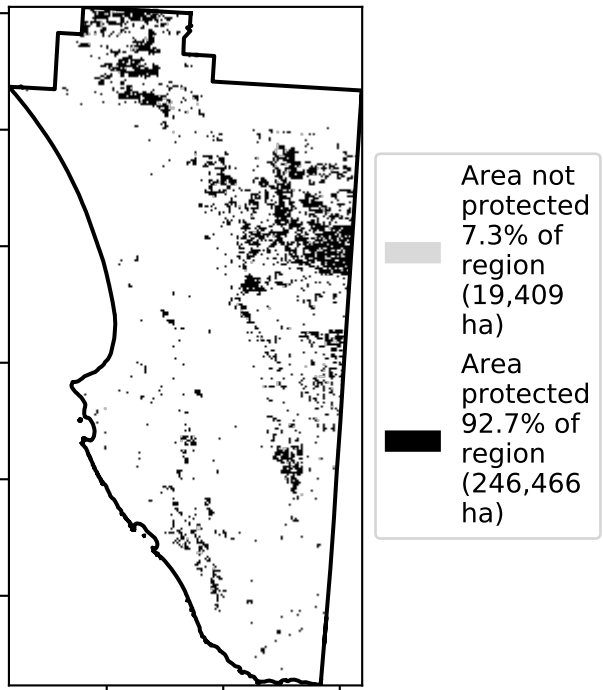 Area not
protected
7.3% of
region
(19,409
ha)
Area
protected
92.7% of
region
(246,466
ha)